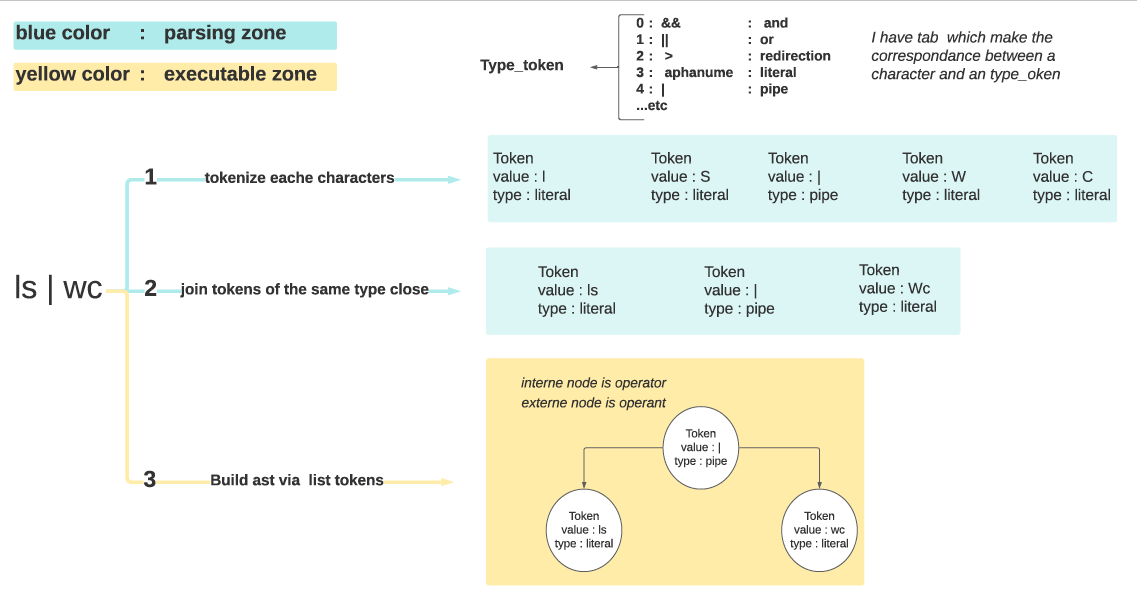 blue color : parsing zone
yellow color : executable zone
Type_token
0 : && : and
1 : || : or
2 : > : redirection
3 : aphanume : literal
4 : | : pipe
...etc
I have tab which make the
correspondance between a
character and an type_oken
ls | wc
1 tokenize eache characters
Token
value : l
type : literal
Token
value : S
type : literal
Token
value : |
type : pipe
Token
value : W
type : literal
Token
value : C
type : literal
2 join tokens of the same type close
Token
value : ls
type : literal
Token
value : |
type : pipe
Token
value : Wc
type : literal
3 Build ast via list tokens
interne node is operator
externe node is operant
Token
value : |
type : pipe
Token
value : ls
type : literal
Token
value : wc
type : literal